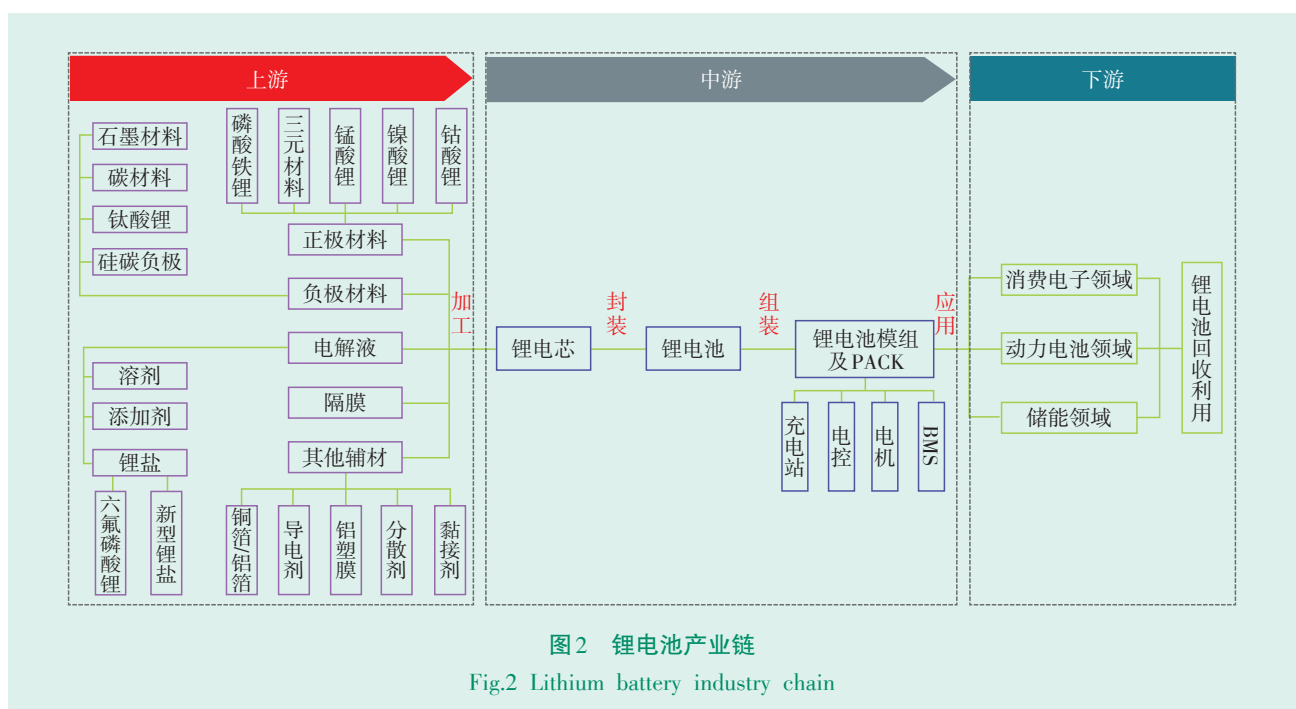 上游
中游
下游
石墨材料
碳材料
钛酸锂
硅碳负极
磷酸铁锂
三元材料
锰酸锂
镍酸锂
钴酸锂
正极材料
负极材料
电解液
隔膜
其他辅材
溶剂
添加剂
锂盐
六氟磷酸锂
新型锂盐
铜箔/铝箔
导电剂
铝塑膜
分散剂
黏接剂
加工
锂电芯
封装
锂电池
组装
锂电池模组
及PACK
充电站
电控
电机
BMS
应用
消费电子领域
动力电池领域
储能领域
锂电池回收利用
图2 锂电池产业链
Fig.2 Lithium battery industry chain